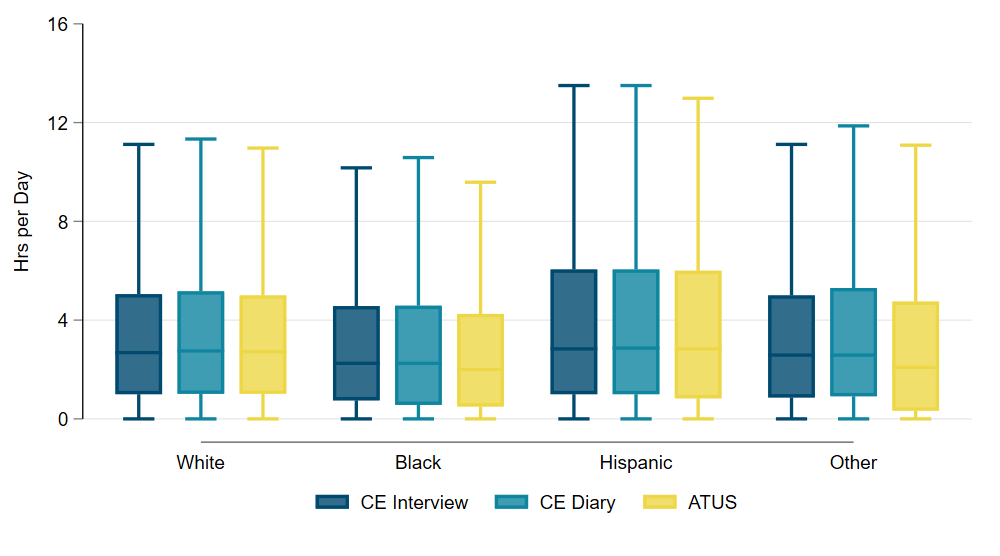 16
12
8
4
0
Hrs per Day
White Black Hispanic Other
CE Interview CE Diary ATUS